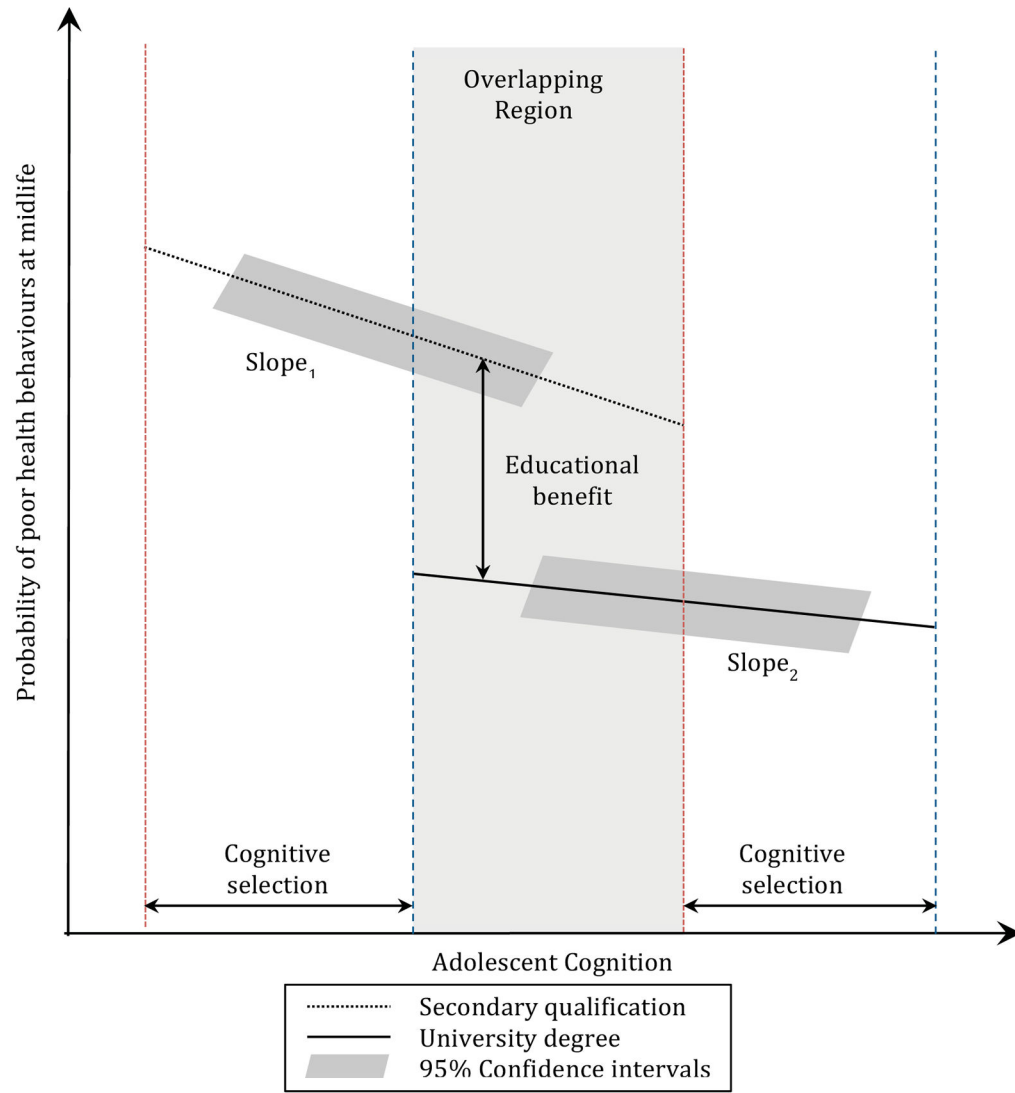 Overlapping
Region
Probability of poor health behaviours at midlife
Slope₁
Educational
benefit
Slope₂
Cognitive
selection
Cognitive
selection
Adolescent Cognition
Secondary qualification
University degree
95% Confidence intervals